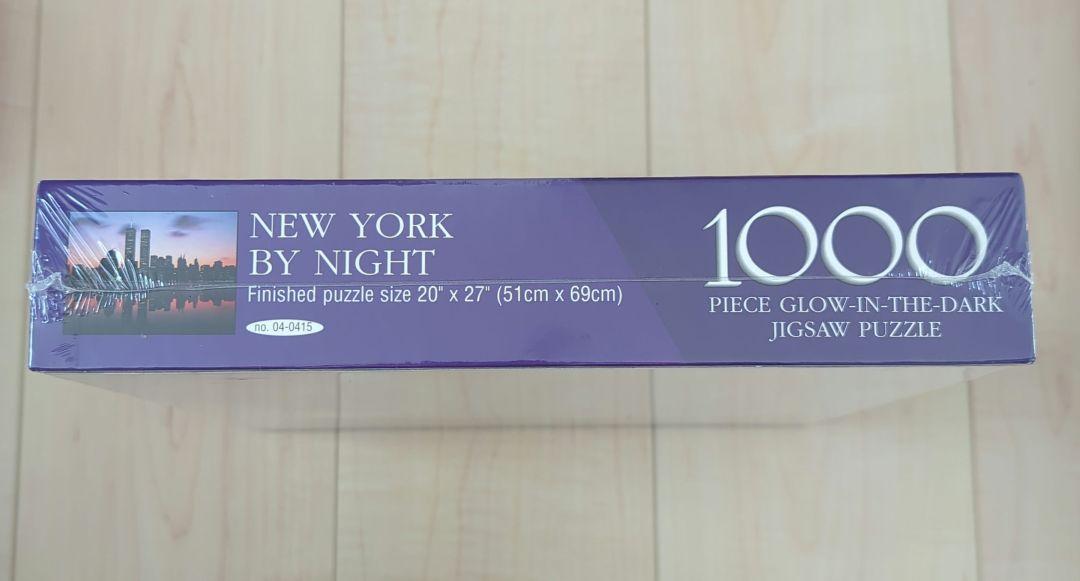 NEW YORK
BY NIGHT
Finished puzzle size 20" x 27" (51cm x 69cm)
no. 04-0415
1000
PIECE GLOW-IN-THE-DARK
JIGSAW PUZZLE